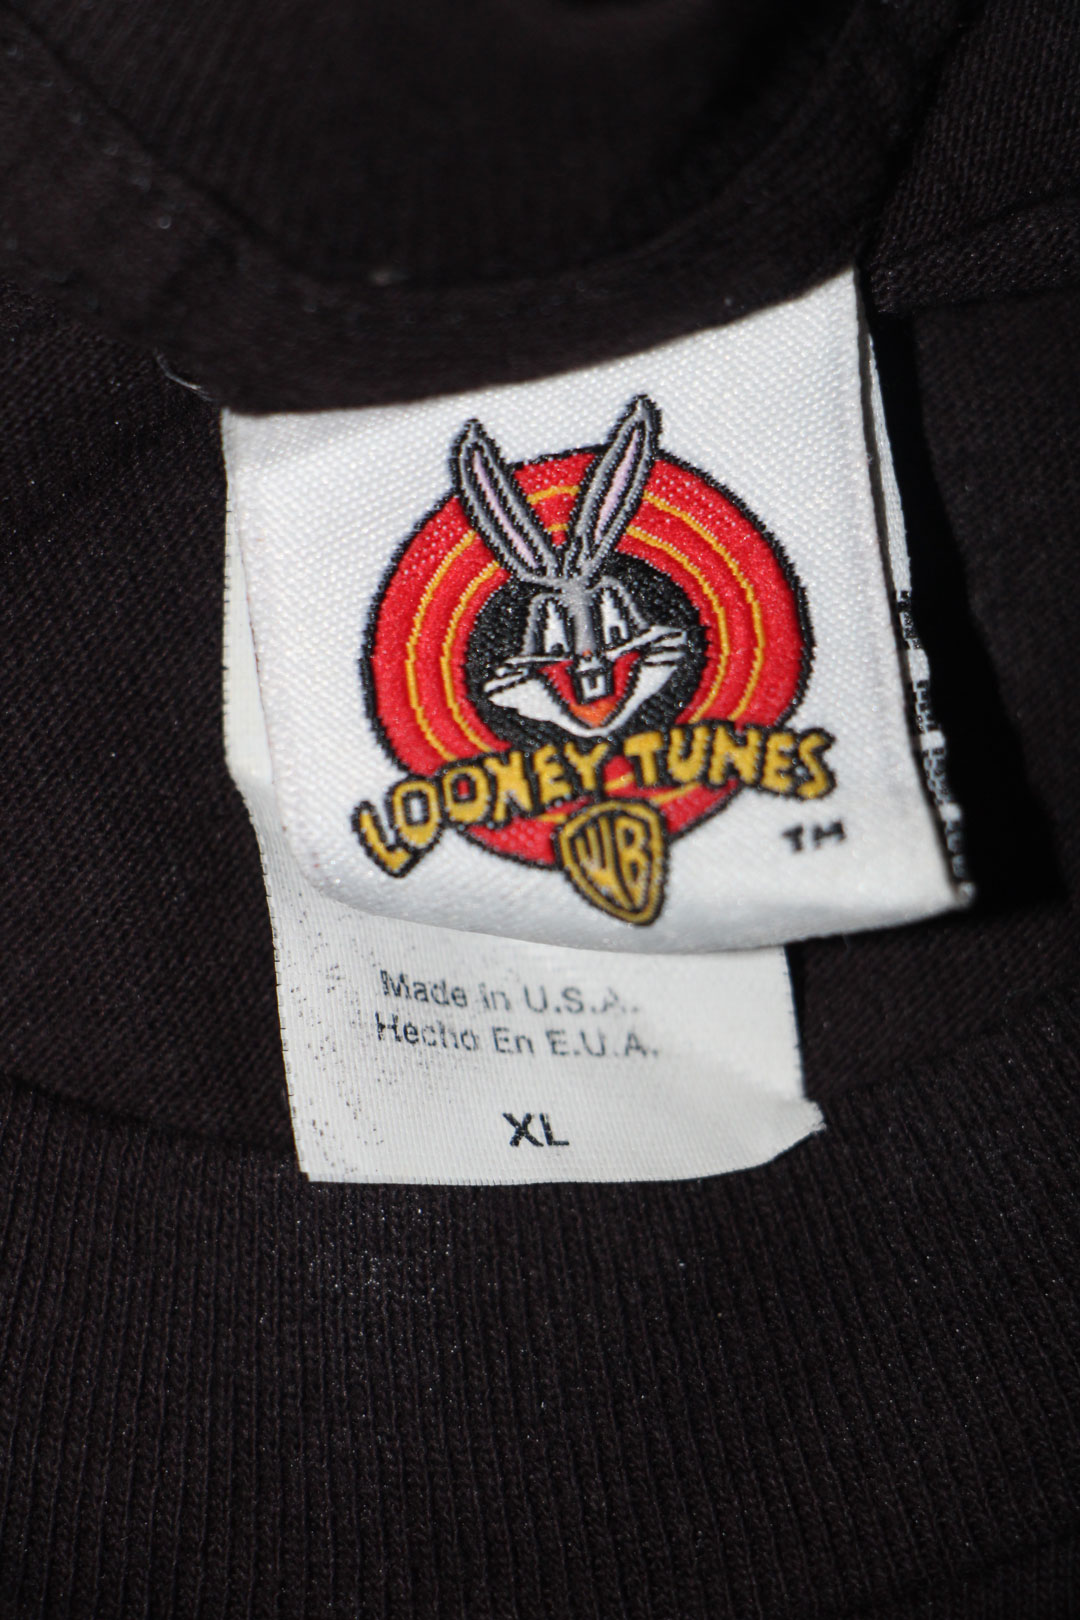 LOONEY TUNES
WB
TM
Made in U.S.A.
Hecho En E.U.A.
XL